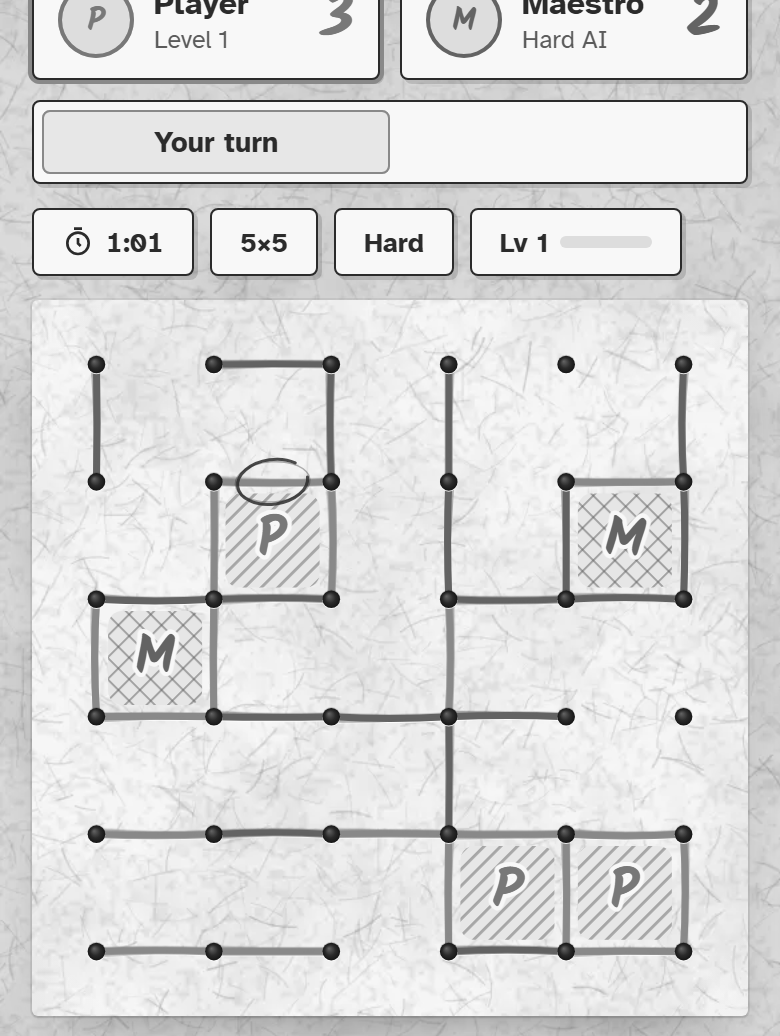 P Player 3
Level 1
M Maestro 2
Hard AI
Your turn
1:01 5×5 Hard Lv 1
P M
M
P P